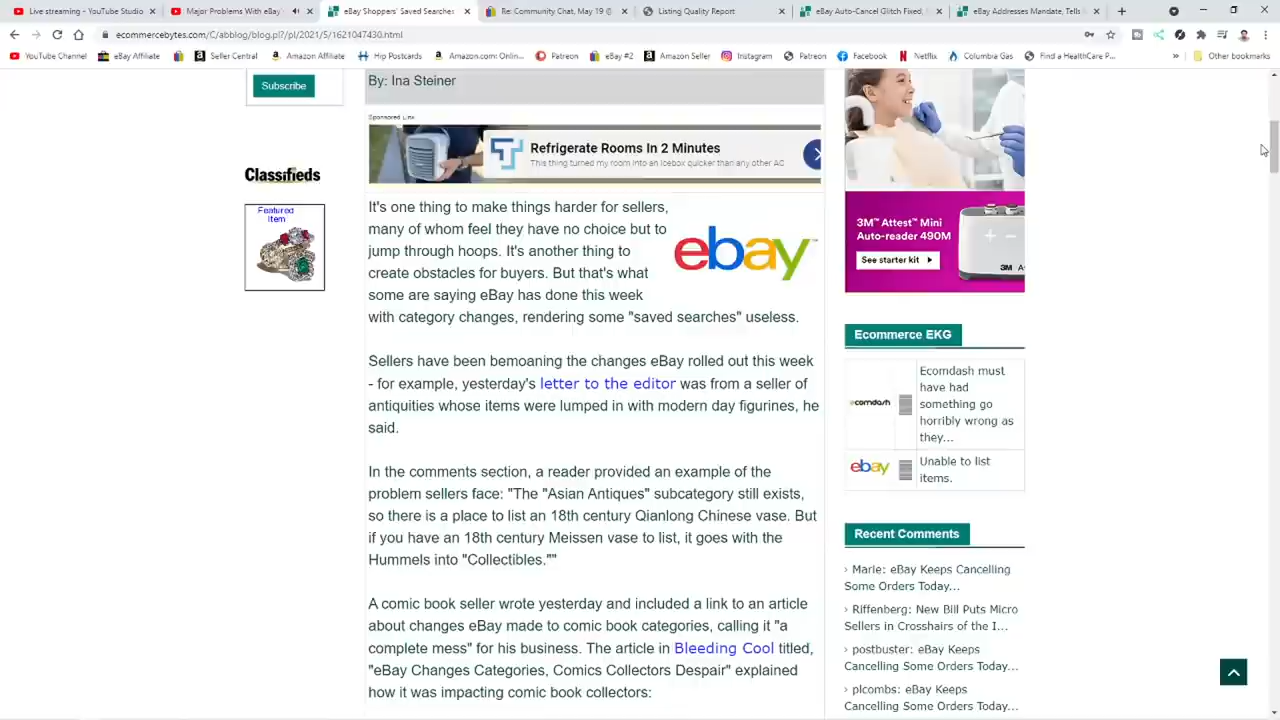 Live streaming - YouTube Studio
Major Problems With eBay
eBay Shoppers' Saved Searches
Re: Community Chat, May 19
Listing Quality Report
eBay Auto-Cancel Glitch Fixed,
eBay Addresses Mandate, Tells
ecommercebytes.com/C/abblog/blog.pl?/pl/2021/5/1621047430.html
YouTube Channel
eBay Affiliate
Seller Central
Amazon Affiliate
Hip Postcards
Amazon.com Onlin...
Patreon
eBay #2
Amazon Seller
Instagram
Patreon
Facebook
Netflix
Columbia Gas
Find a HealthCare P...
»
Other bookmarks
Subscribe
Classifieds
Featured
Item
By: Ina Steiner
Sponsored Link
Refrigerate Rooms In 2 Minutes
This thing turned my room into an icebox quicker than any other AC
It's one thing to make things harder for sellers,
many of whom feel they have no choice but to
jump through hoops. It's another thing to
create obstacles for buyers. But that's what
some are saying eBay has done this week
with category changes, rendering some "saved searches" useless.
ebay™
Sellers have been bemoaning the changes eBay rolled out this week
- for example, yesterday's letter to the editor was from a seller of
antiquities whose items were lumped in with modern day figurines, he
said.
In the comments section, a reader provided an example of the
problem sellers face: "The "Asian Antiques" subcategory still exists,
so there is a place to list an 18th century Qianlong Chinese vase. But
if you have an 18th century Meissen vase to list, it goes with the
Hummels into "Collectibles.""
A comic book seller wrote yesterday and included a link to an article
about changes eBay made to comic book categories, calling it "a
complete mess" for his business. The article in Bleeding Cool titled,
"eBay Changes Categories, Comics Collectors Despair" explained
how it was impacting comic book collectors:
3M™ Attest™ Mini
Auto-reader 490M
See starter kit
3M
Ecommerce EKG
ecomdash
Ecomdash must
have had
something go
horribly wrong as
they...
ebay
Unable to list
items.
Recent Comments
› Marie: eBay Keeps Cancelling
Some Orders Today...
› Riffenberg: New Bill Puts Micro
Sellers in Crosshairs of the I...
› postbuster: eBay Keeps
Cancelling Some Orders Today...
› plcombs: eBay Keeps
Cancelling Some Orders Today...